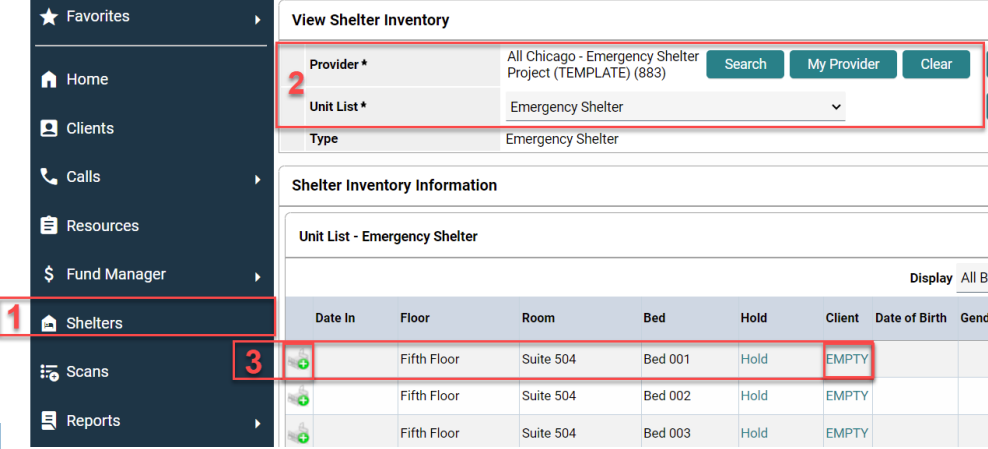 Favorites
Home
Clients
Calls
Resources
$ Fund Manager
1 Shelters
Scans
Reports
View Shelter Inventory
2
Provider* All Chicago - Emergency Shelter
Project (TEMPLATE) (883) Search My Provider Clear
Unit List* Emergency Shelter
Type Emergency Shelter
Shelter Inventory Information
Unit List - Emergency Shelter
Display All B
Date In Floor Room Bed Hold Client Date of Birth Gend
3 Fifth Floor Suite 504 Bed 001 Hold EMPTY
Fifth Floor Suite 504 Bed 002 Hold EMPTY
Fifth Floor Suite 504 Bed 003 Hold EMPTY